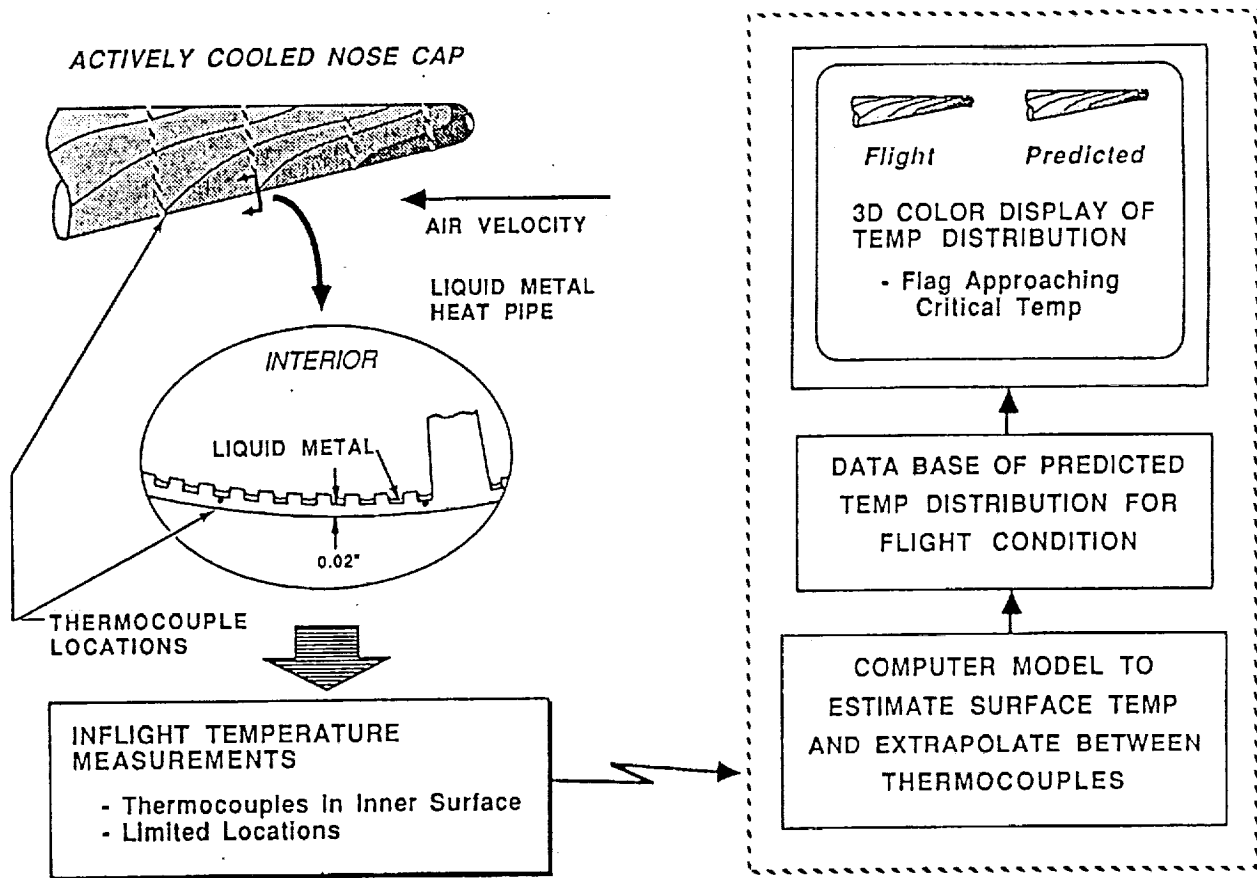 ACTIVELY COOLED NOSE CAP
AIR VELOCITY
LIQUID METAL
HEAT PIPE
INTERIOR
LIQUID METAL
0.02"
THERMOCOUPLE
LOCATIONS
INFLIGHT TEMPERATURE
MEASUREMENTS
- Thermocouples in Inner Surface
- Limited Locations
Flight Predicted
3D COLOR DISPLAY OF
TEMP DISTRIBUTION
- Flag Approaching
Critical Temp
DATA BASE OF PREDICTED
TEMP DISTRIBUTION FOR
FLIGHT CONDITION
COMPUTER MODEL TO
ESTIMATE SURFACE TEMP
AND EXTRAPOLATE BETWEEN
THERMOCOUPLES